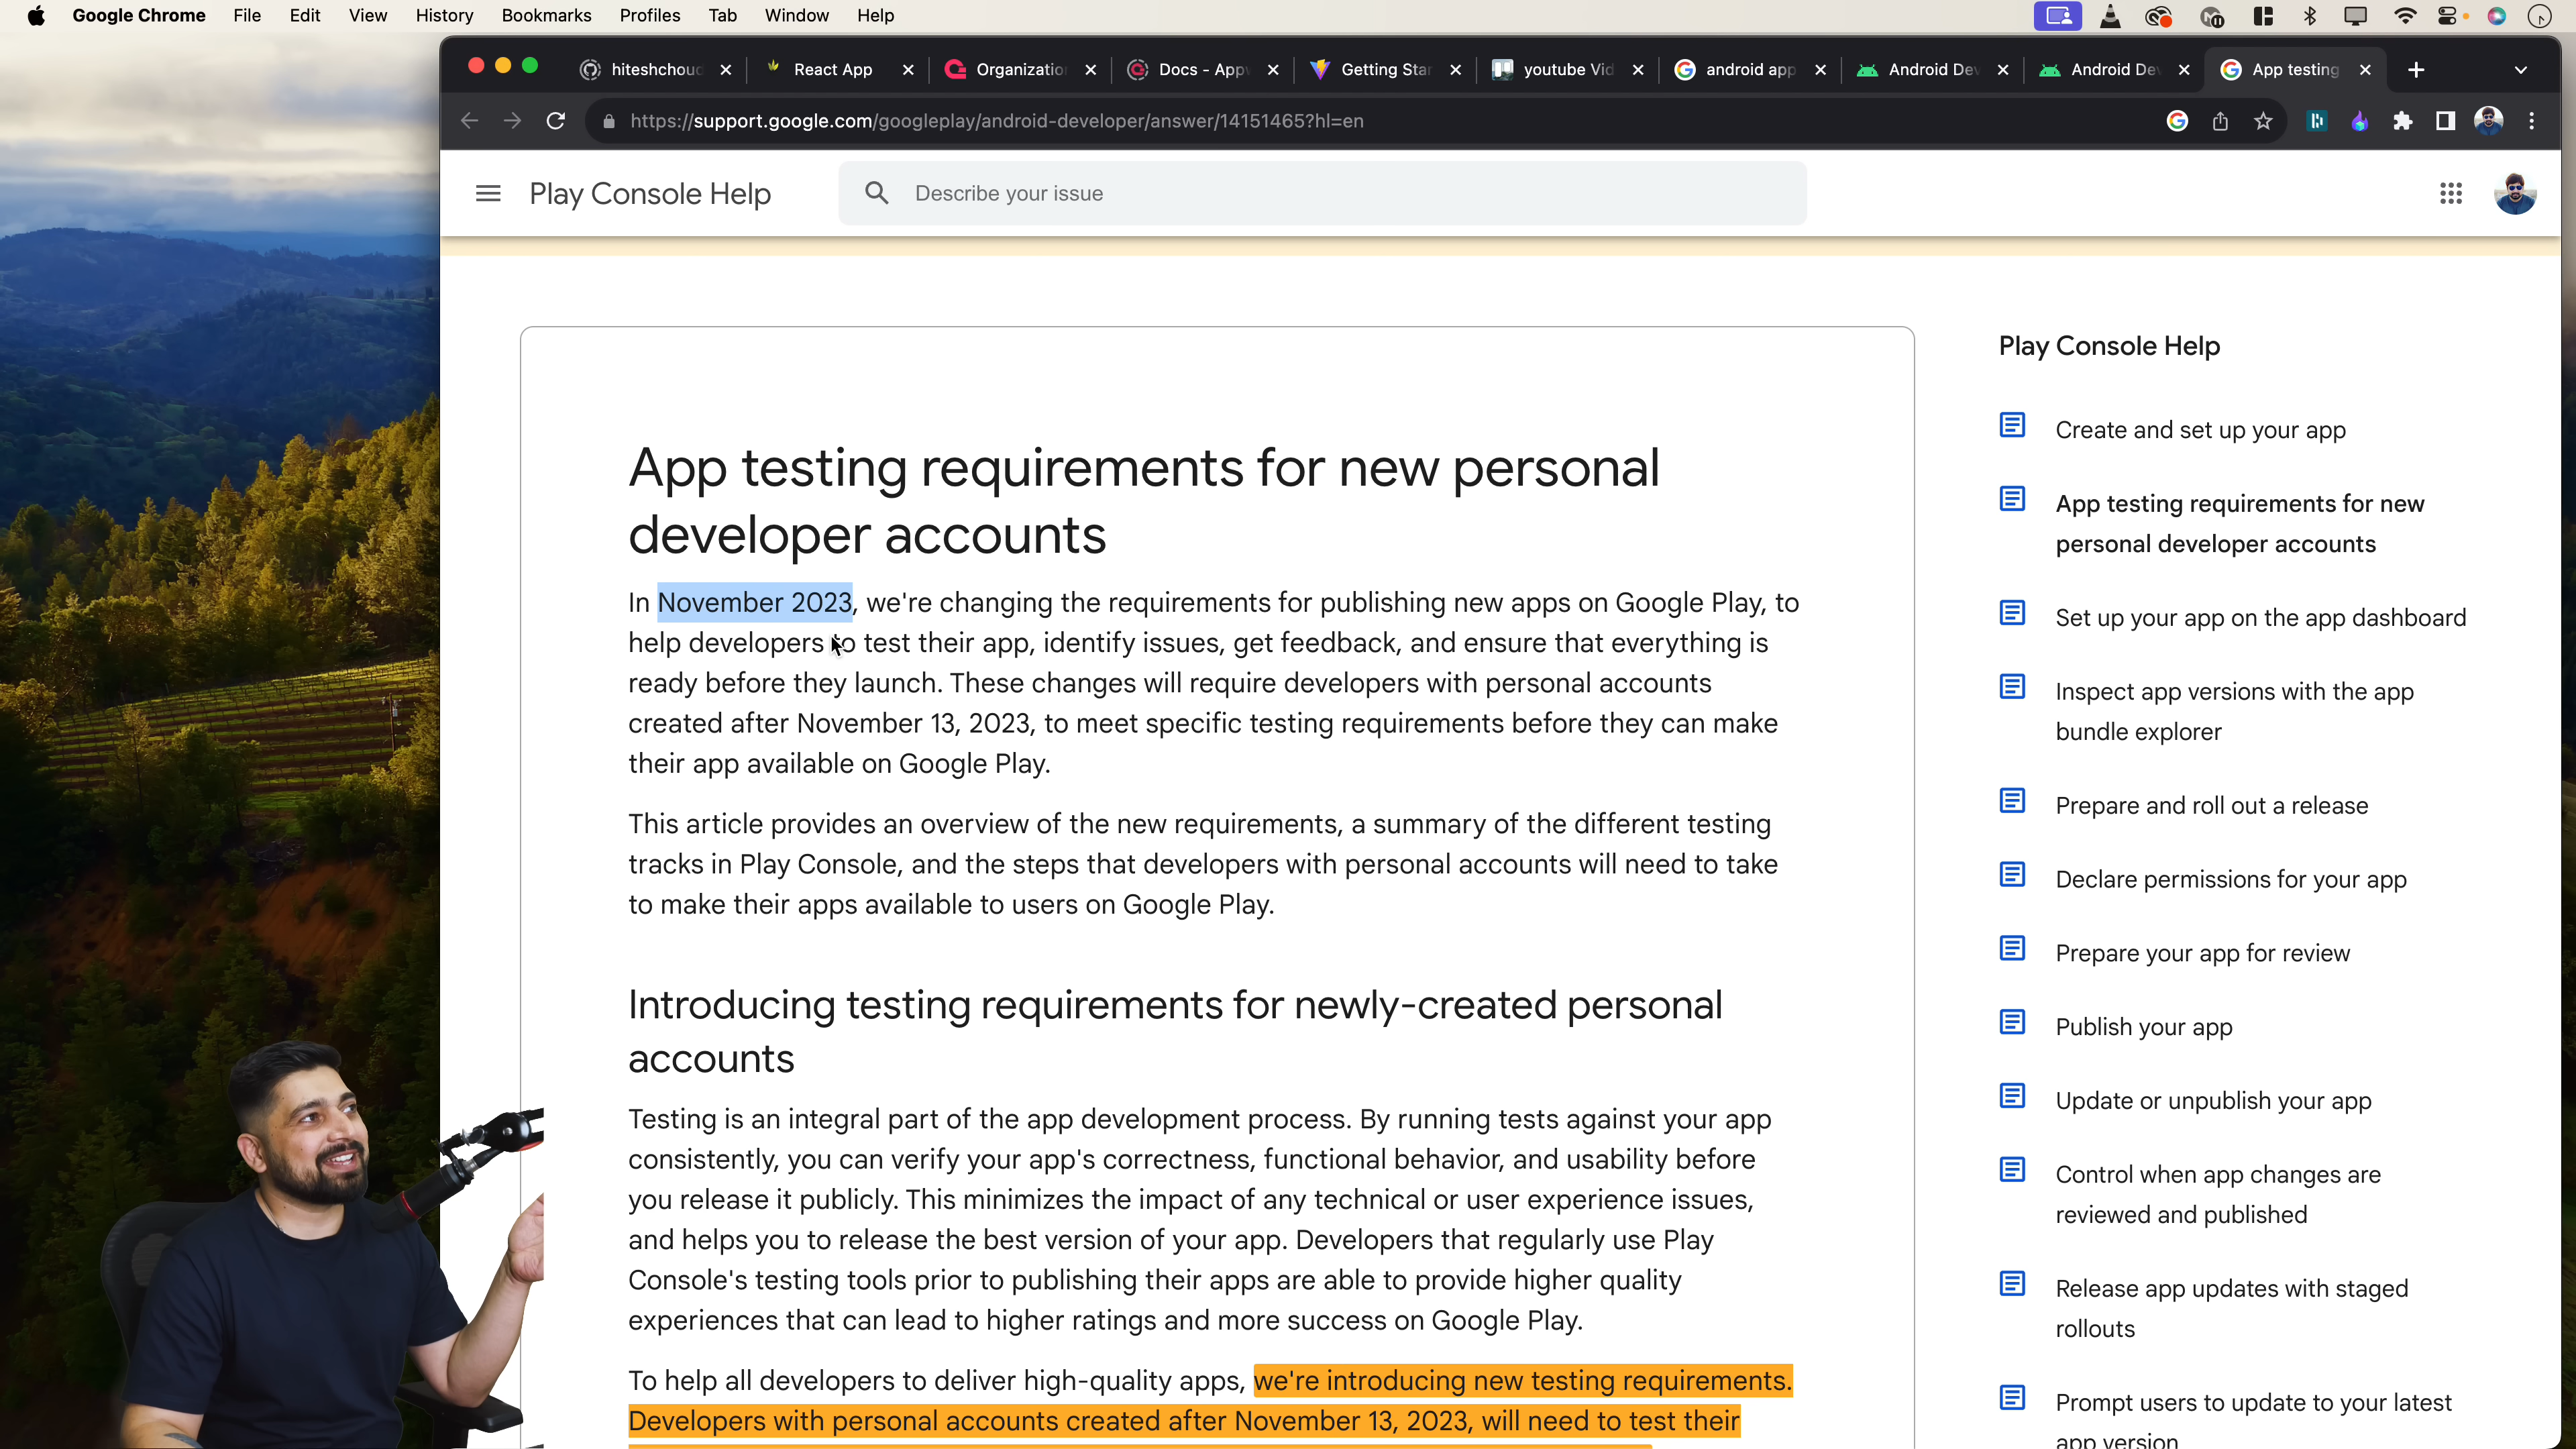 Google Chrome File Edit View History Bookmarks Profiles Tab Window Help
hiteshchoud React App Organizatio Docs - App Getting Star youtube Vid android app Android Dev Android De App testing
https://support.google.com/googleplay/android-developer/answer/14151465?hl=en
Play Console Help
Describe your issue
App testing requirements for new personal
developer accounts
In November 2023, we're changing the requirements for publishing new apps on Google Play, to
help developers to test their app, identify issues, get feedback, and ensure that everything is
ready before they launch. These changes will require developers with personal accounts
created after November 13, 2023, to meet specific testing requirements before they can make
their app available on Google Play.
This article provides an overview of the new requirements, a summary of the different testing
tracks in Play Console, and the steps that developers with personal accounts will need to take
to make their apps available to users on Google Play.
Introducing testing requirements for newly-created personal
accounts
Testing is an integral part of the app development process. By running tests against your app
consistently, you can verify your app's correctness, functional behavior, and usability before
you release it publicly. This minimizes the impact of any technical or user experience issues,
and helps you to release the best version of your app. Developers that regularly use Play
Console's testing tools prior to publishing their apps are able to provide higher quality
experiences that can lead to higher ratings and more success on Google Play.
To help all developers to deliver high-quality apps, we're introducing new testing requirements.
Developers with personal accounts created after November 13, 2023, will need to test their
Play Console Help
Create and set up your app
App testing requirements for new
personal developer accounts
Set up your app on the app dashboard
Inspect app versions with the app
bundle explorer
Prepare and roll out a release
Declare permissions for your app
Prepare your app for review
Publish your app
Update or unpublish your app
Control when app changes are
reviewed and published
Release app updates with staged
rollouts
Prompt users to update to your latest
app version